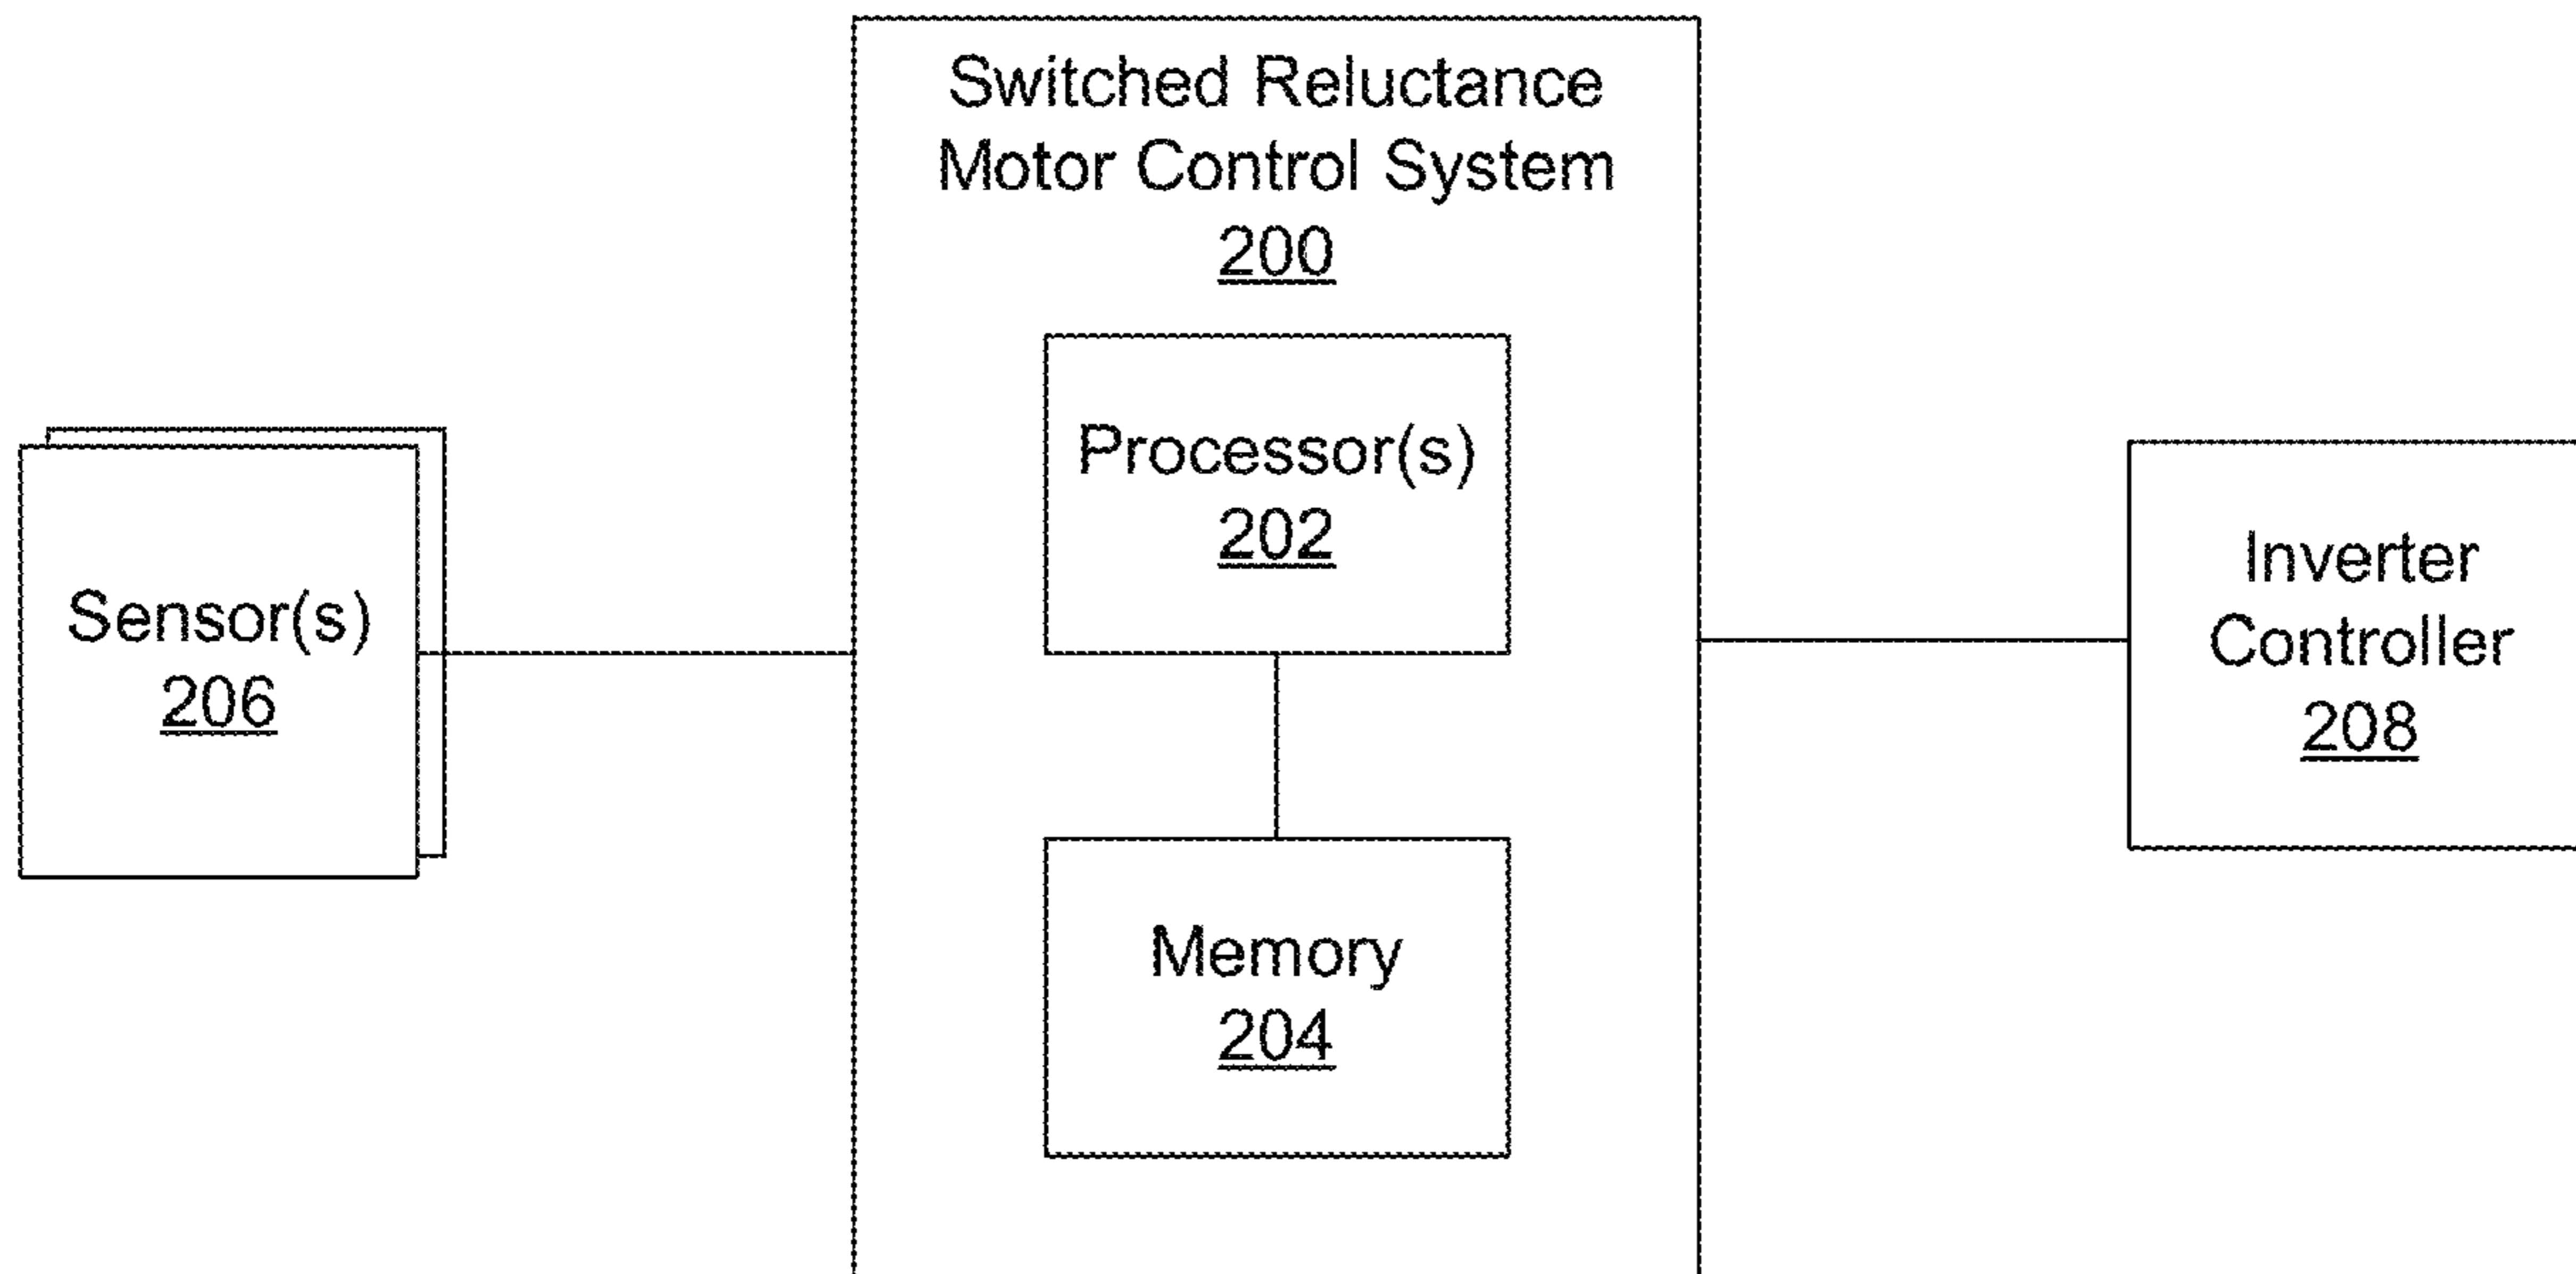 Switched Reluctance
Motor Control System
200
Processor(s)
202
Sensor(s)
206
Inverter
Controller
208
Memory
204